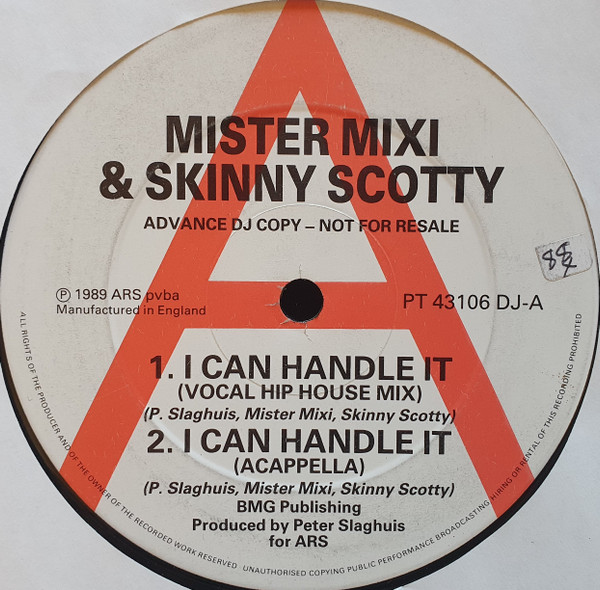 A
MISTER MIXI
& SKINNY SCOTTY
ADVANCE DJ COPY – NOT FOR RESALE
℗ 1989 ARS pvba
Manufactured in England
PT 43106 DJ-A
1. I CAN HANDLE IT
(VOCAL HIP HOUSE MIX)
(P. Slaghuis, Mister Mixi, Skinny Scotty)
2. I CAN HANDLE IT
(ACAPPELLA)
(P. Slaghuis, Mister Mixi, Skinny Scotty)
BMG Publishing
Produced by Peter Slaghuis
for ARS
ALL RIGHTS OF THE PRODUCER AND OF THE OWNER OF THE RECORDED WORK RESERVED UNAUTHORISED COPYING PUBLIC PERFORMANCE BROADCASTING HIRING OR RENTAL OF THIS RECORDING PROHIBITED